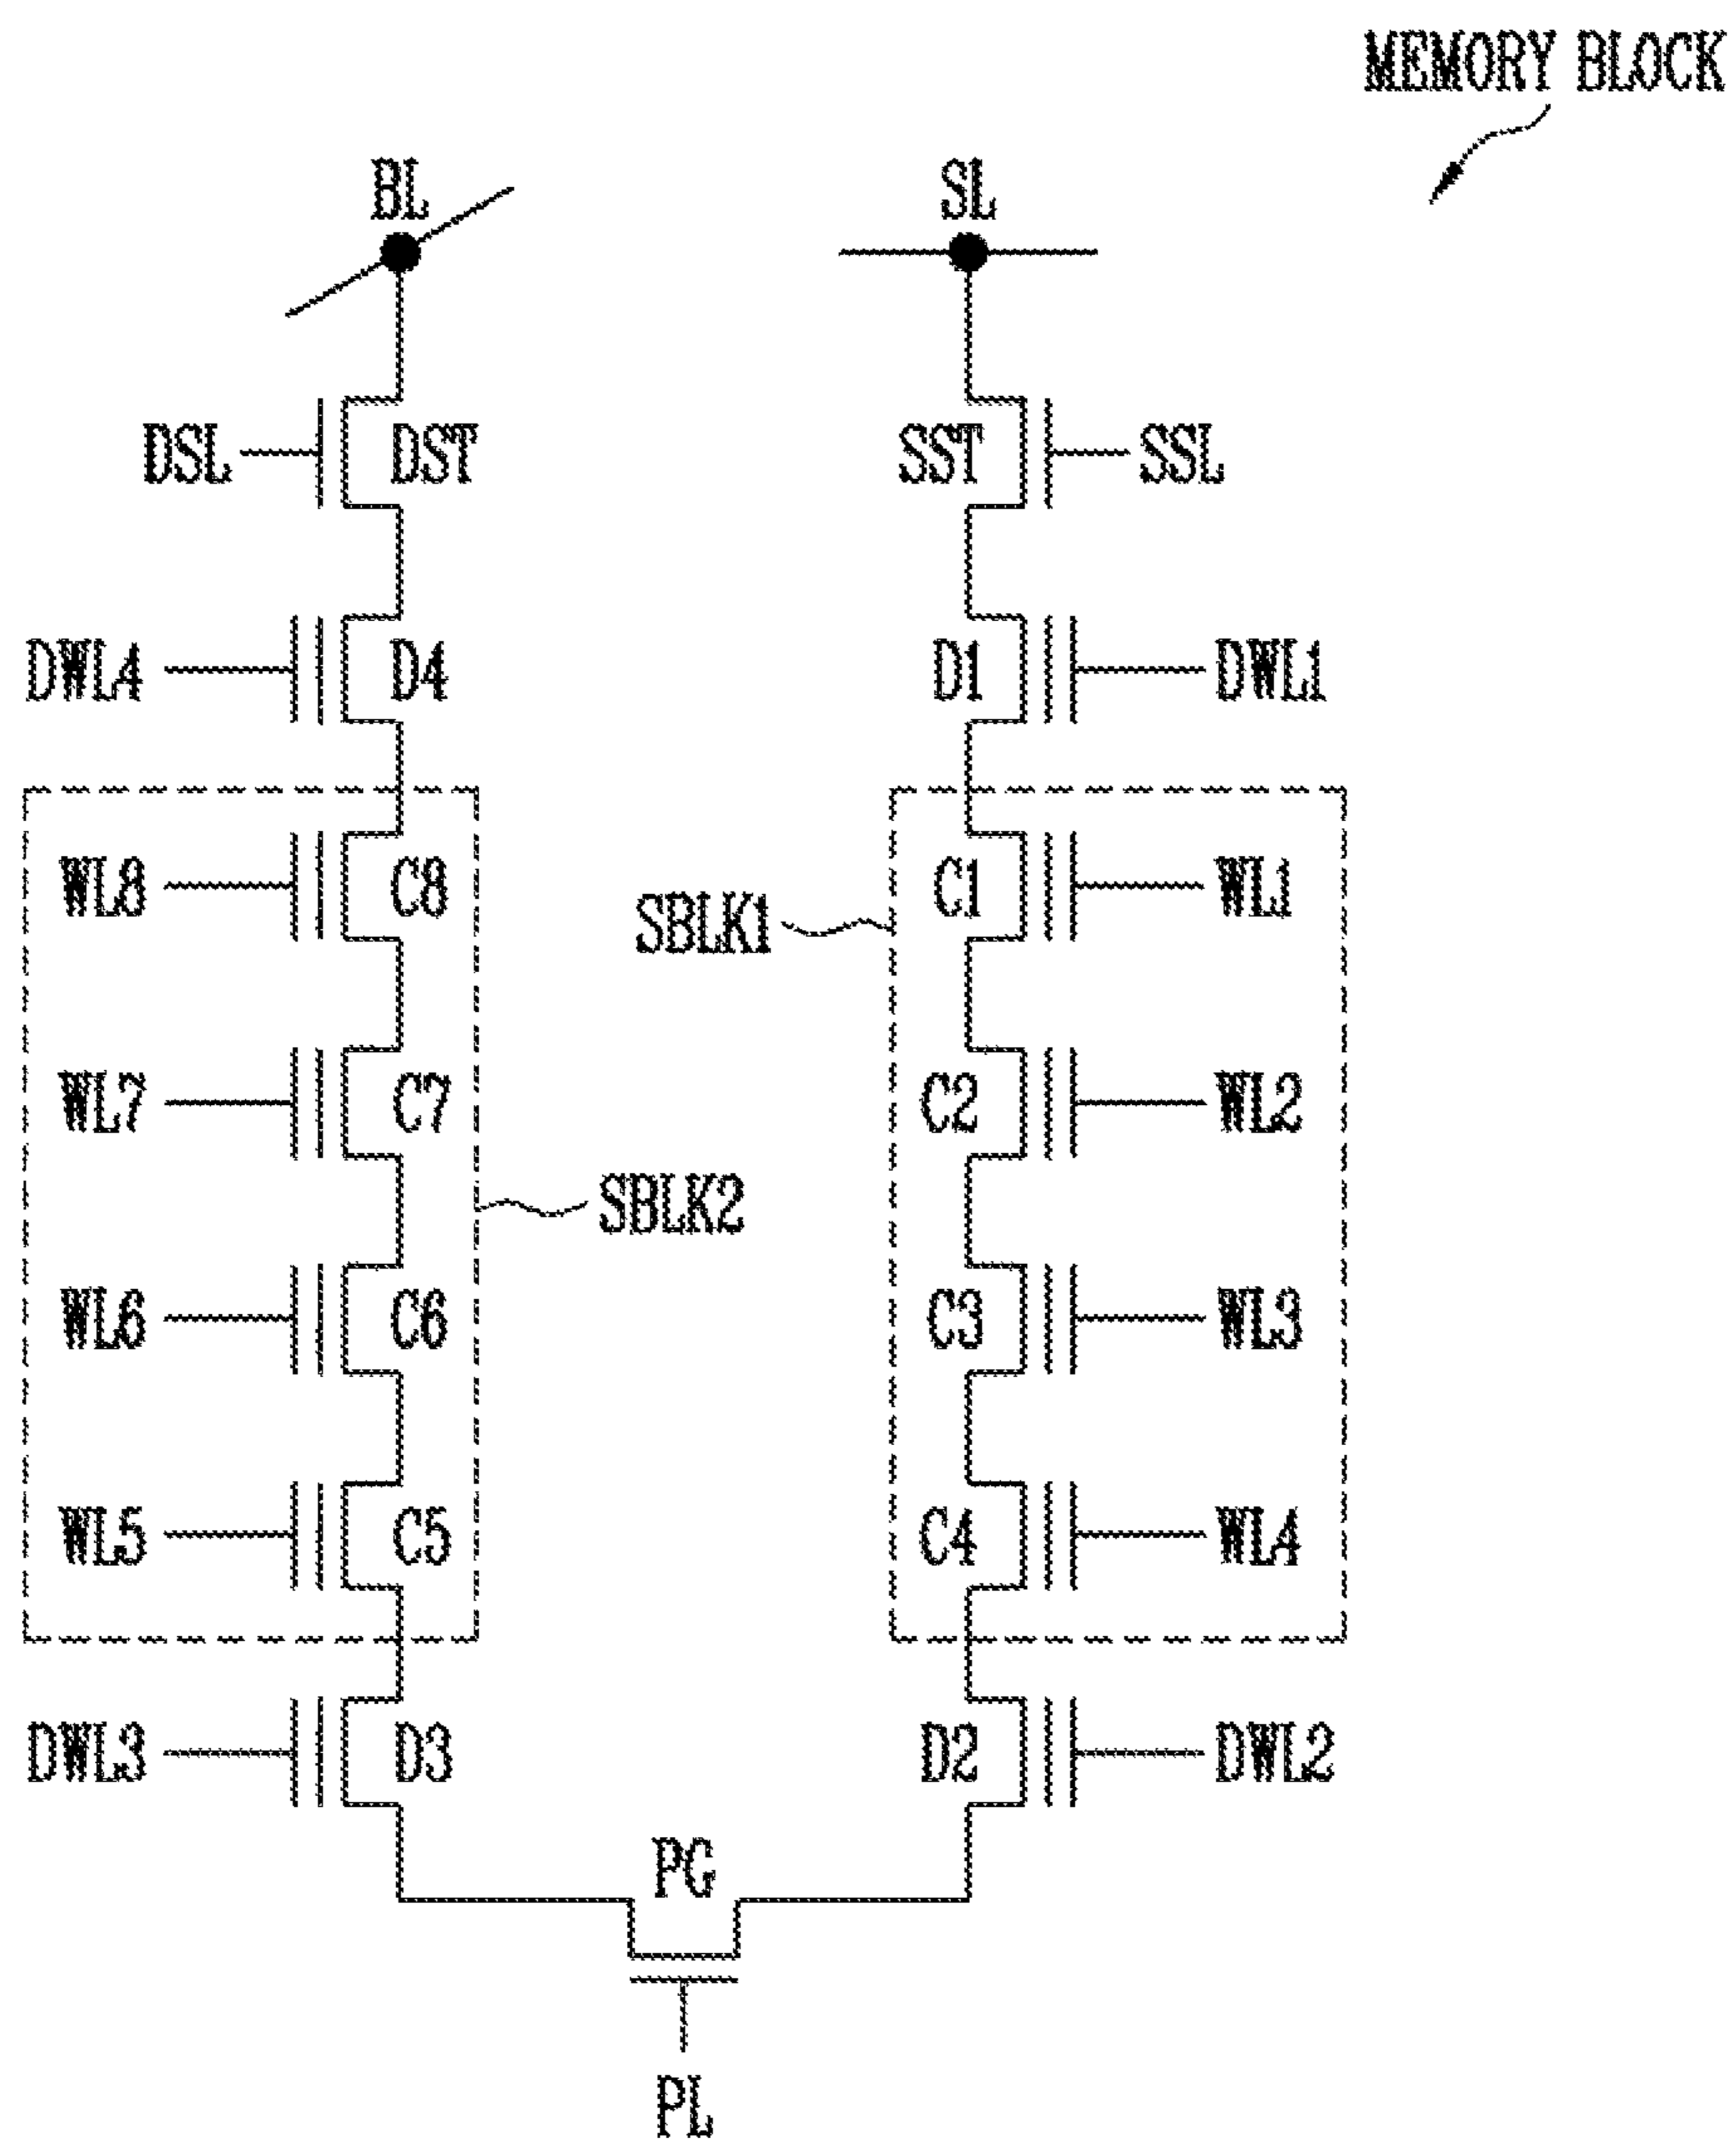 MEMORY BLOCK
BL SL
DSL DST SST SSL
DWL4 D4 D1 DWL1
WL8 C8 C1 WL1
SBLK1
WL7 C7 C2 WL2
SBLK2
WL6 C6 C3 WL3
WL5 C5 C4 WL4
DWL3 D3 D2 DWL2
PG
PL